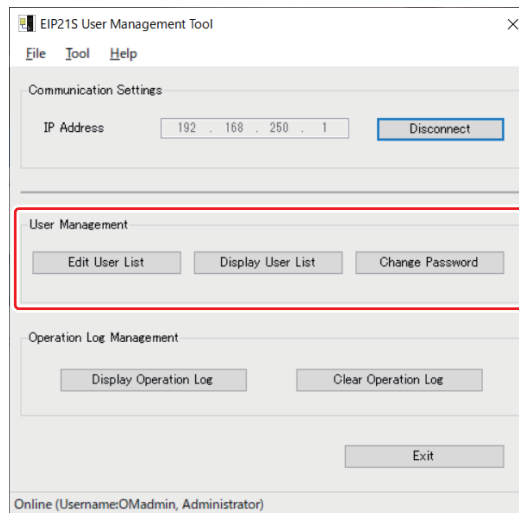 EIP21S User Management Tool
File Tool Help
Communication Settings
IP Address 192 . 168 . 250 . 1 Disconnect
User Management
Edit User List Display User List Change Password
Operation Log Management
Display Operation Log Clear Operation Log
Exit
Online (Username:OMadmin, Administrator)